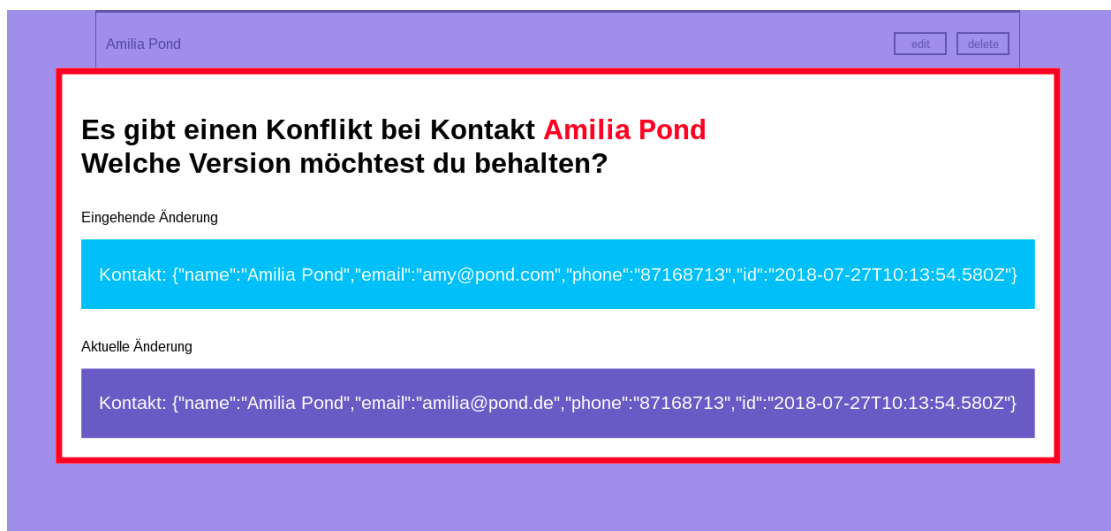 Amilia Pond
edit delete
Es gibt einen Konflikt bei Kontakt Amilia Pond
Welche Version möchtest du behalten?
Eingehende Änderung
Kontakt: {"name":"Amilia Pond","email":"amy@pond.com","phone":"87168713","id":"2018-07-27T10:13:54.580Z"}
Aktuelle Änderung
Kontakt: {"name":"Amilia Pond","email":"amilia@pond.de","phone":"87168713","id":"2018-07-27T10:13:54.580Z"}